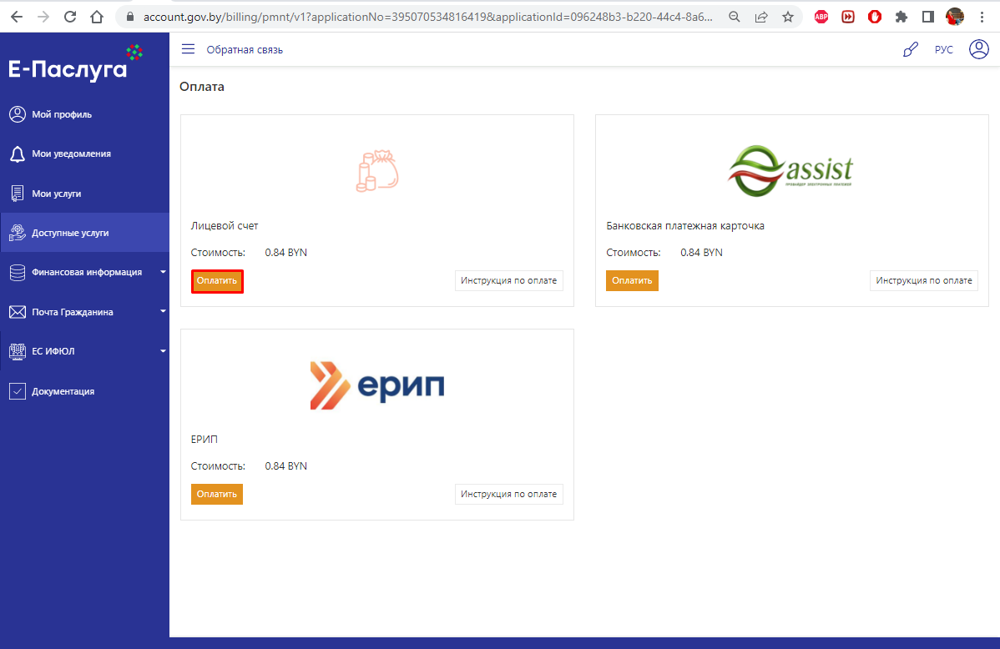 account.gov.by/billing/pmnt/v1?applicationNo=395070534816419&applicationId=096248b3-b220-44c4-8a6...
ABP
Е-Паслуга
Обратная связь
РУС
Мой профиль
Мои уведомления
Мои услуги
Доступные услуги
Финансовая информация
Почта Гражданина
ЕС ИФЮЛ
Документация
Оплата
Лицевой счет
Стоимость: 0.84 BYN
Оплатить
Инструкция по оплате
assist
ПРОВАЙДЕР ЭЛЕКТРОННЫХ ПЛАТЕЖЕЙ
Банковская платежная карточка
Стоимость: 0.84 BYN
Оплатить
Инструкция по оплате
ерип
ЕРИП
Стоимость: 0.84 BYN
Оплатить
Инструкция по оплате